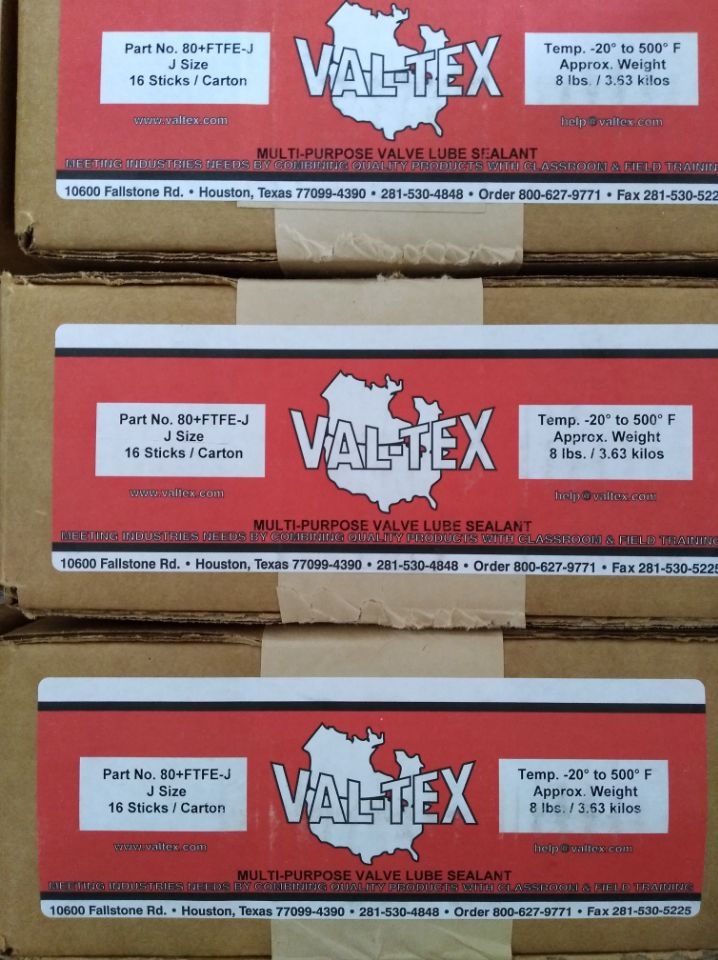 Part No. 80+FTFE-J
J Size
16 Sticks / Carton
www.valtex.com
VAL-TEX
Temp. -20° to 500° F
Approx. Weight
8 lbs. / 3.63 kilos
help@valtex.com
MULTI-PURPOSE VALVE LUBE SEALANT
MEETING INDUSTRIES NEEDS BY COMBINING QUALITY PRODUCTS WITH CLASSROOM & FIELD TRAININ
10600 Fallstone Rd. • Houston, Texas 77099-4390 • 281-530-4848 • Order 800-627-9771 • Fax 281-530-522
Part No. 80+FTFE-J
J Size
16 Sticks / Carton
www.valtex.com
VAL-TEX
Temp. -20° to 500° F
Approx. Weight
8 lbs. / 3.63 kilos
help@valtex.com
MULTI-PURPOSE VALVE LUBE SEALANT
MEETING INDUSTRIES NEEDS BY COMBINING QUALITY PRODUCTS WITH CLASSROOM & FIELD TRAINING
10600 Fallstone Rd. • Houston, Texas 77099-4390 • 281-530-4848 • Order 800-627-9771 • Fax 281-530-5225
Part No. 80+FTFE-J
J Size
16 Sticks / Carton
www.valtex.com
VAL-TEX
Temp. -20° to 500° F
Approx. Weight
8 lbs. / 3.63 kilos
help@valtex.com
MULTI-PURPOSE VALVE LUBE SEALANT
MEETING INDUSTRIES NEEDS BY COMBINING QUALITY PRODUCTS WITH CLASSROOM & FIELD TRAINING
10600 Fallstone Rd. • Houston, Texas 77099-4390 • 281-530-4848 • Order 800-627-9771 • Fax 281-530-5225